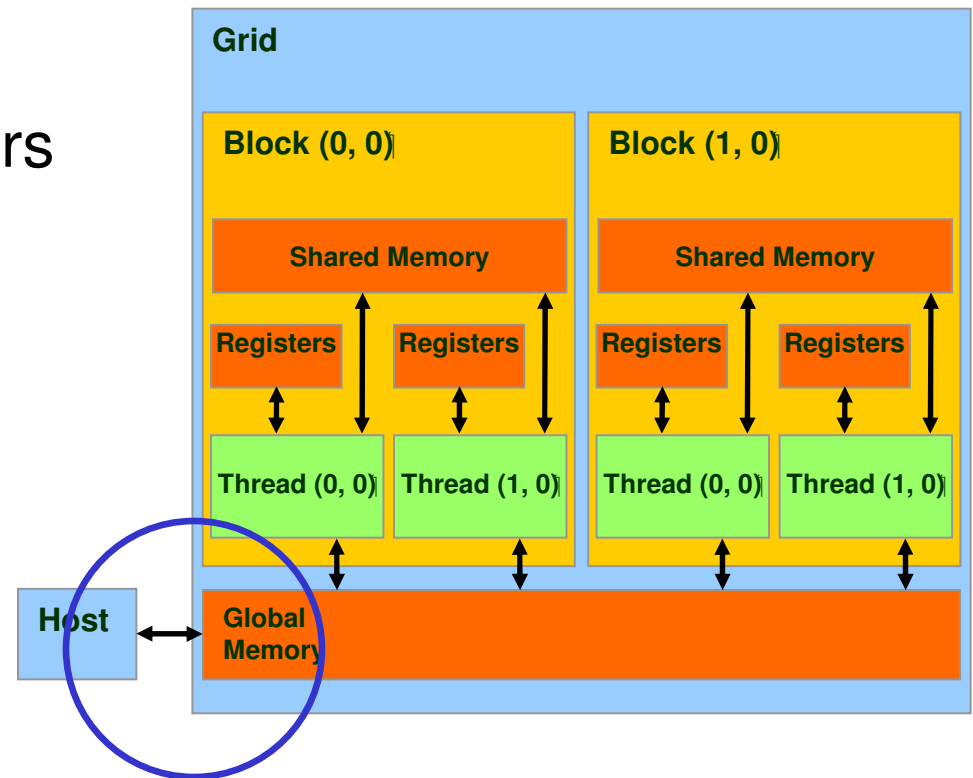 Grid
rs
Block (0, 0)
Block (1, 0)
Shared Memory
Shared Memory
Registers
Registers
Registers
Registers
Thread (0, 0)
Thread (1, 0)
Thread (0, 0)
Thread (1, 0)
Host
Global
Memory